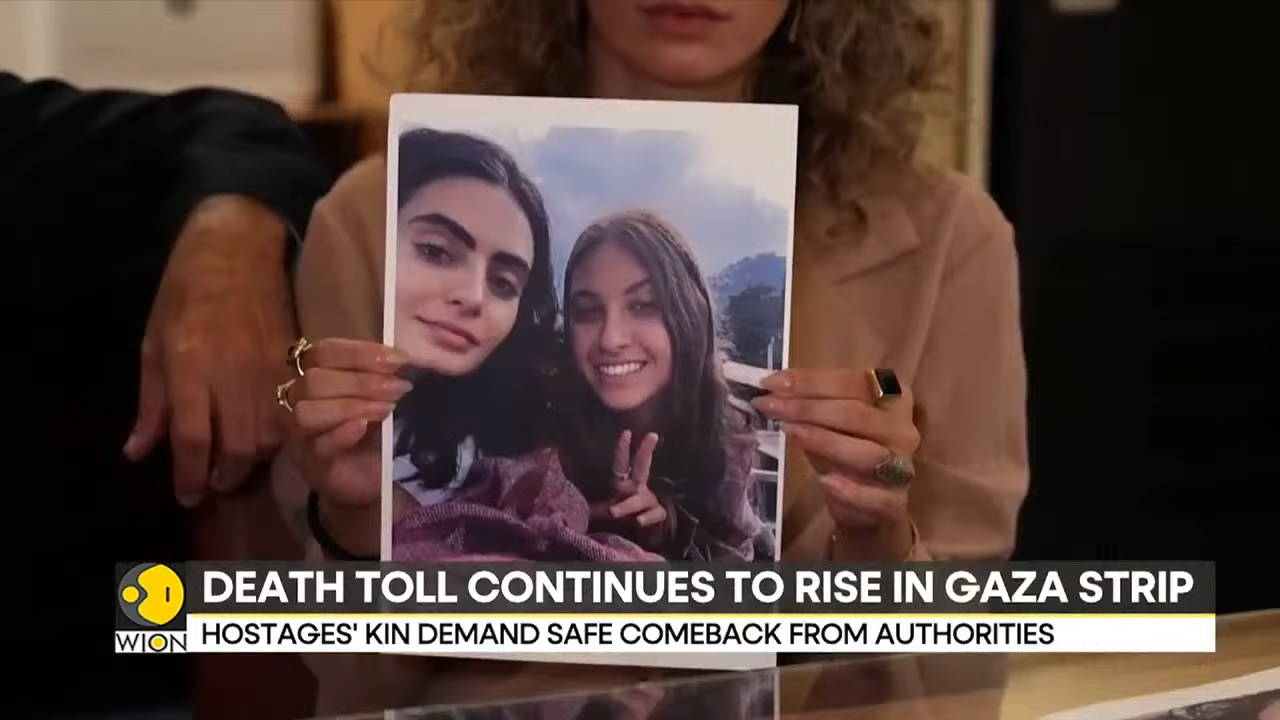 DEATH TOLL CONTINUES TO RISE IN GAZA STRIP
HOSTAGES' KIN DEMAND SAFE COMEBACK FROM AUTHORITIES
WION